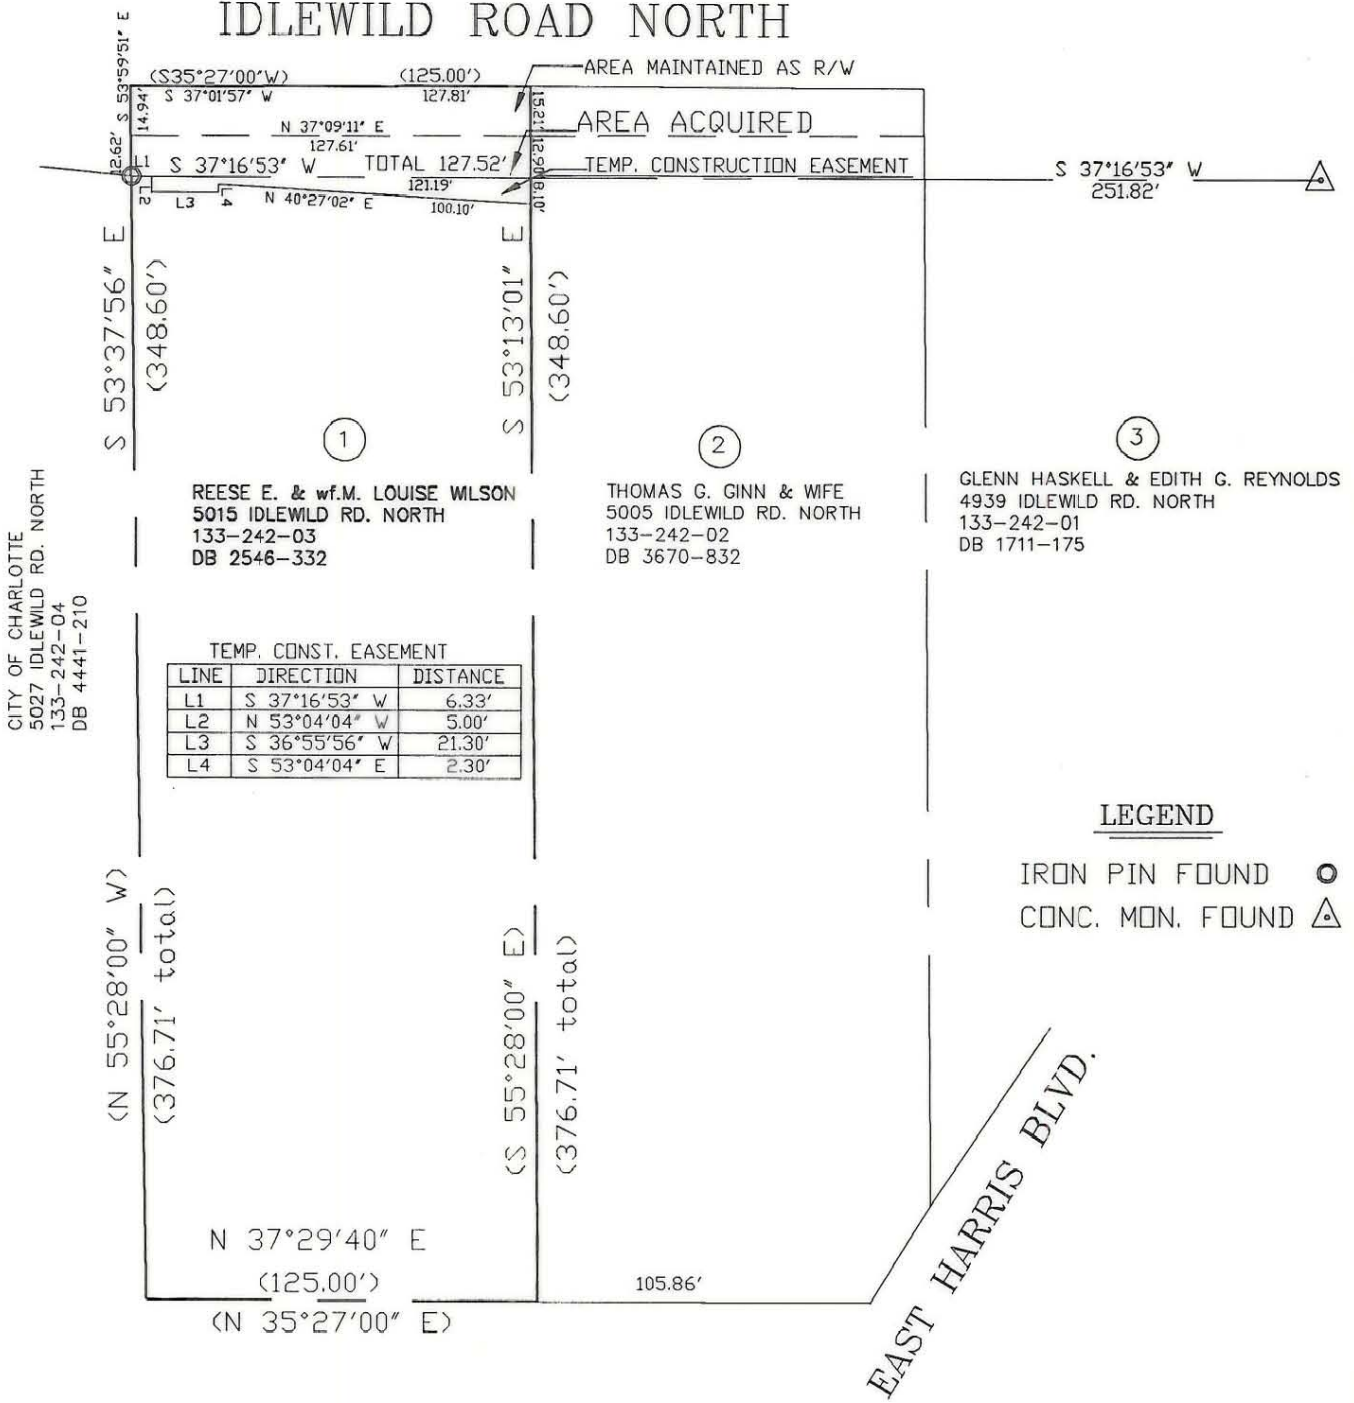 IDLEWILD ROAD NORTH
S 53°59'51" E
(S35°27'00"W) (125.00')
S 37°01'57" W 127.81'
AREA MAINTAINED AS R/W
14.94'
15.21'
N 37°09'11" E
127.61'
AREA ACQUIRED
12.62'
12.90'
L1
S 37°16'53" W TOTAL 127.52'
121.19'
TEMP. CONSTRUCTION EASEMENT
S 37°16'53" W
251.82'
L2
L3
L4
N 40°27'02" E 100.10'
8.10'
S 53°37'56" E
(348.60')
S 53°13'01" E
(348.60')
1
REESE E. & wf.M. LOUISE WILSON
5015 IDLEWILD RD. NORTH
133-242-03
DB 2546-332
2
THOMAS G. GINN & WIFE
5005 IDLEWILD RD. NORTH
133-242-02
DB 3670-832
3
GLENN HASKELL & EDITH G. REYNOLDS
4939 IDLEWILD RD. NORTH
133-242-01
DB 1711-175
CITY OF CHARLOTTE
5027 IDLEWILD RD. NORTH
133-242-04
DB 4441-210
TEMP. CONST. EASEMENT
LINE DIRECTION DISTANCE
L1 S 37°16'53" W 6.33'
L2 N 53°04'04" W 5.00'
L3 S 36°55'56" W 21.30'
L4 S 53°04'04" E 2.30'
LEGEND
IRON PIN FOUND
CONC. MON. FOUND
(N 55°28'00" W)
(376.71' total)
(S 55°28'00" E)
(376.71' total)
N 37°29'40" E
(125.00')
(N 35°27'00" E)
105.86'
EAST HARRIS BLVD.